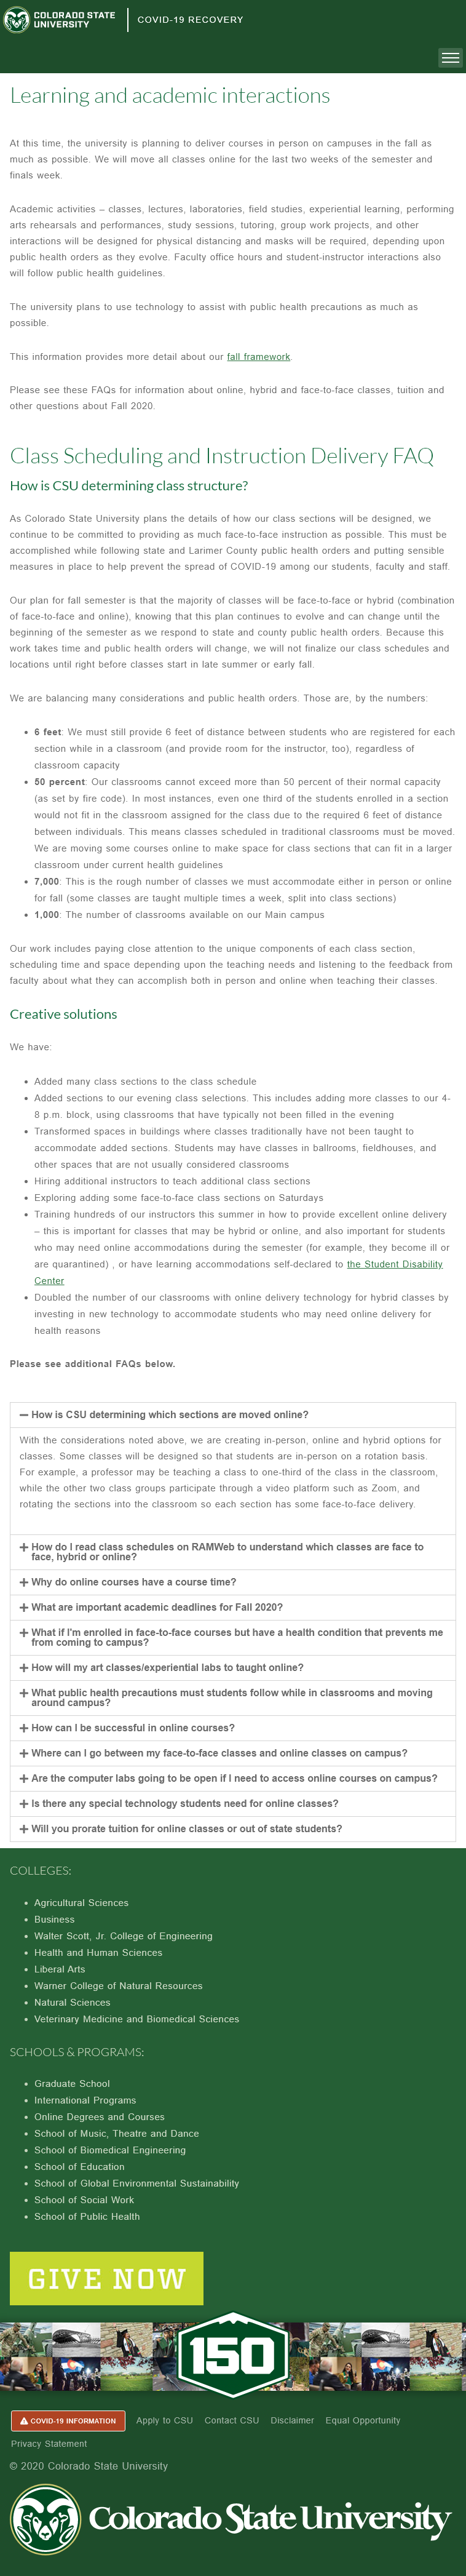 COLORADO STATE
UNIVERSITY
COVID-19 RECOVERY
Learning and academic interactions
At this time, the university is planning to deliver courses in person on campuses in the fall as
much as possible. We will move all classes online for the last two weeks of the semester and
finals week.
Academic activities – classes, lectures, laboratories, field studies, experiential learning, performing
arts rehearsals and performances, study sessions, tutoring, group work projects, and other
interactions will be designed for physical distancing and masks will be required, depending upon
public health orders as they evolve. Faculty office hours and student-instructor interactions also
will follow public health guidelines.
The university plans to use technology to assist with public health precautions as much as
possible.
This information provides more detail about our fall framework.
Please see these FAQs for information about online, hybrid and face-to-face classes, tuition and
other questions about Fall 2020.
Class Scheduling and Instruction Delivery FAQ
How is CSU determining class structure?
As Colorado State University plans the details of how our class sections will be designed, we
continue to be committed to providing as much face-to-face instruction as possible. This must be
accomplished while following state and Larimer County public health orders and putting sensible
measures in place to help prevent the spread of COVID-19 among our students, faculty and staff.
Our plan for fall semester is that the majority of classes will be face-to-face or hybrid (combination
of face-to-face and online), knowing that this plan continues to evolve and can change until the
beginning of the semester as we respond to state and county public health orders. Because this
work takes time and public health orders will change, we will not finalize our class schedules and
locations until right before classes start in late summer or early fall.
We are balancing many considerations and public health orders. Those are, by the numbers:
• 6 feet: We must still provide 6 feet of distance between students who are registered for each
section while in a classroom (and provide room for the instructor, too), regardless of
classroom capacity
• 50 percent: Our classrooms cannot exceed more than 50 percent of their normal capacity
(as set by fire code). In most instances, even one third of the students enrolled in a section
would not fit in the classroom assigned for the class due to the required 6 feet of distance
between individuals. This means classes scheduled in traditional classrooms must be moved.
We are moving some courses online to make space for class sections that can fit in a larger
classroom under current health guidelines
• 7,000: This is the rough number of classes we must accommodate either in person or online
for fall (some classes are taught multiple times a week, split into class sections)
• 1,000: The number of classrooms available on our Main campus
Our work includes paying close attention to the unique components of each class section,
scheduling time and space depending upon the teaching needs and listening to the feedback from
faculty about what they can accomplish both in person and online when teaching their classes.
Creative solutions
We have:
• Added many class sections to the class schedule
• Added sections to our evening class selections. This includes adding more classes to our 4-
8 p.m. block, using classrooms that have typically not been filled in the evening
• Transformed spaces in buildings where classes traditionally have not been taught to
accommodate added sections. Students may have classes in ballrooms, fieldhouses, and
other spaces that are not usually considered classrooms
• Hiring additional instructors to teach additional class sections
• Exploring adding some face-to-face class sections on Saturdays
• Training hundreds of our instructors this summer in how to provide excellent online delivery
– this is important for classes that may be hybrid or online, and also important for students
who may need online accommodations during the semester (for example, they become ill or
are quarantined) , or have learning accommodations self-declared to the Student Disability
Center
• Doubled the number of our classrooms with online delivery technology for hybrid classes by
investing in new technology to accommodate students who may need online delivery for
health reasons
Please see additional FAQs below.
How is CSU determining which sections are moved online?
With the considerations noted above, we are creating in-person, online and hybrid options for
classes. Some classes will be designed so that students are in-person on a rotation basis.
For example, a professor may be teaching a class to one-third of the class in the classroom,
while the other two class groups participate through a video platform such as Zoom, and
rotating the sections into the classroom so each section has some face-to-face delivery.
How do I read class schedules on RAMWeb to understand which classes are face to
face, hybrid or online?
Why do online courses have a course time?
What are important academic deadlines for Fall 2020?
What if I'm enrolled in face-to-face courses but have a health condition that prevents me
from coming to campus?
How will my art classes/experiential labs to taught online?
What public health precautions must students follow while in classrooms and moving
around campus?
How can I be successful in online courses?
Where can I go between my face-to-face classes and online classes on campus?
Are the computer labs going to be open if I need to access online courses on campus?
Is there any special technology students need for online classes?
Will you prorate tuition for online classes or out of state students?
COLLEGES:
• Agricultural Sciences
• Business
• Walter Scott, Jr. College of Engineering
• Health and Human Sciences
• Liberal Arts
• Warner College of Natural Resources
• Natural Sciences
• Veterinary Medicine and Biomedical Sciences
SCHOOLS & PROGRAMS:
• Graduate School
• International Programs
• Online Degrees and Courses
• School of Music, Theatre and Dance
• School of Biomedical Engineering
• School of Education
• School of Global Environmental Sustainability
• School of Social Work
• School of Public Health
GIVE NOW
150
COVID-19 INFORMATION Apply to CSU Contact CSU Disclaimer Equal Opportunity
Privacy Statement
© 2020 Colorado State University
Colorado State University